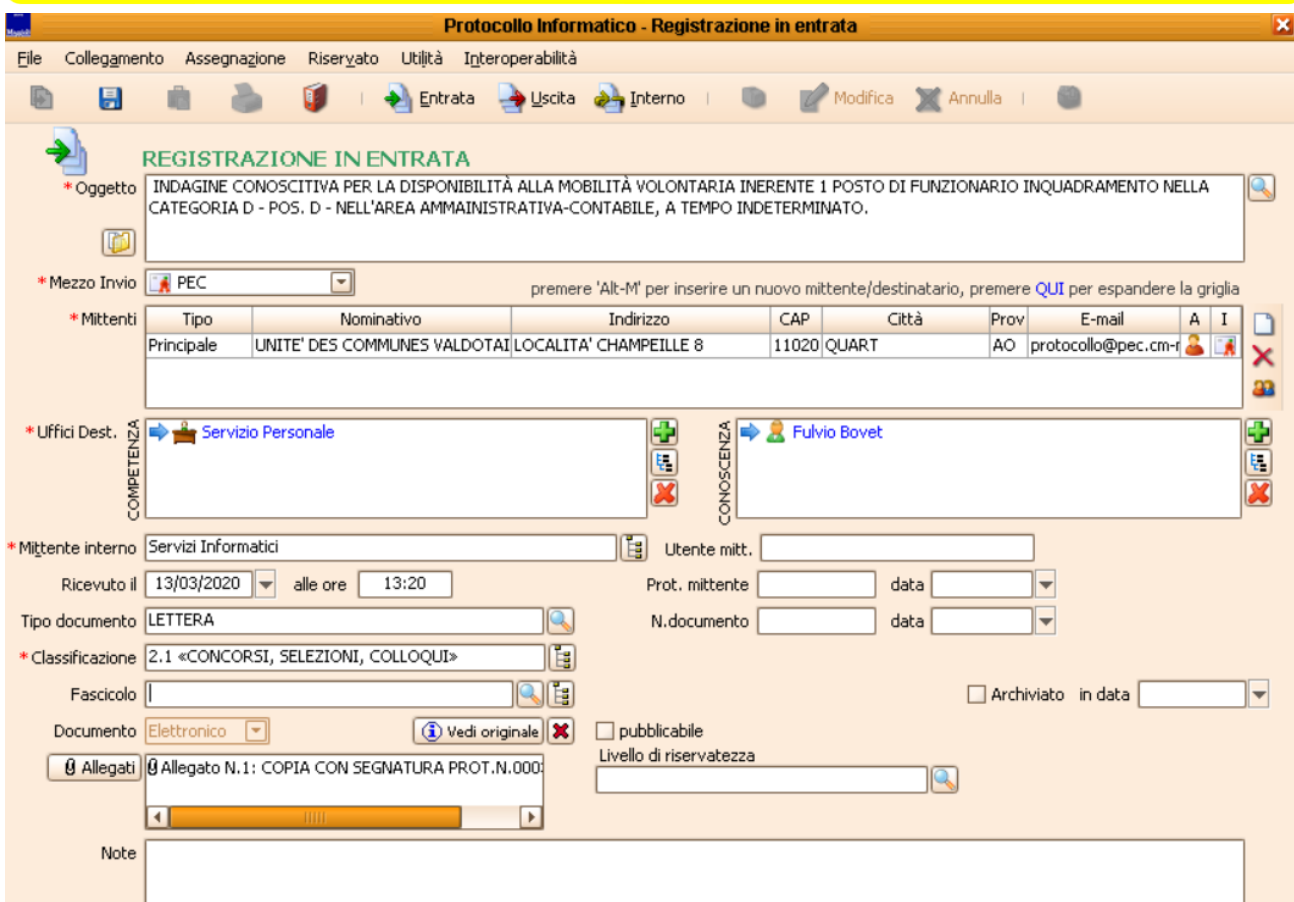 Protocollo Informatico - Registrazione in entrata
File Collegamento Assegnazione Riservato Utilità Interoperabilità
Entrata Uscita Interno Modifica Annulla
REGISTRAZIONE IN ENTRATA
* Oggetto INDAGINE CONOSCITIVA PER LA DISPONIBILITÀ ALLA MOBILITÀ VOLONTARIA INERENTE 1 POSTO DI FUNZIONARIO INQUADRAMENTO NELLA
CATEGORIA D - POS. D - NELL'AREA AMMAINISTRATIVA-CONTABILE, A TEMPO INDETERMINATO.
* Mezzo Invio PEC
premere 'Alt-M' per inserire un nuovo mittente/destinatario, premere QUI per espandere la griglia
* Mittenti Tipo Nominativo Indirizzo CAP Città Prov E-mail A I
Principale UNITE' DES COMMUNES VALDOTAI LOCALITA' CHAMPEILLE 8 11020 QUART AO protocollo@pec.cm-r
* Uffici Dest. COMPETENZA Servizio Personale CONOSCENZA Fulvio Bovet
* Mittente interno Servizi Informatici Utente mitt.
Ricevuto il 13/03/2020 alle ore 13:20 Prot. mittente data
Tipo documento LETTERA N.documento data
* Classificazione 2.1 «CONCORSI, SELEZIONI, COLLOQUI»
Fascicolo Archiviato in data
Documento Elettronico Vedi originale pubblicabile
Livello di riservatezza
Allegati Allegato N.1: COPIA CON SEGNATURA PROT.N.000
Note